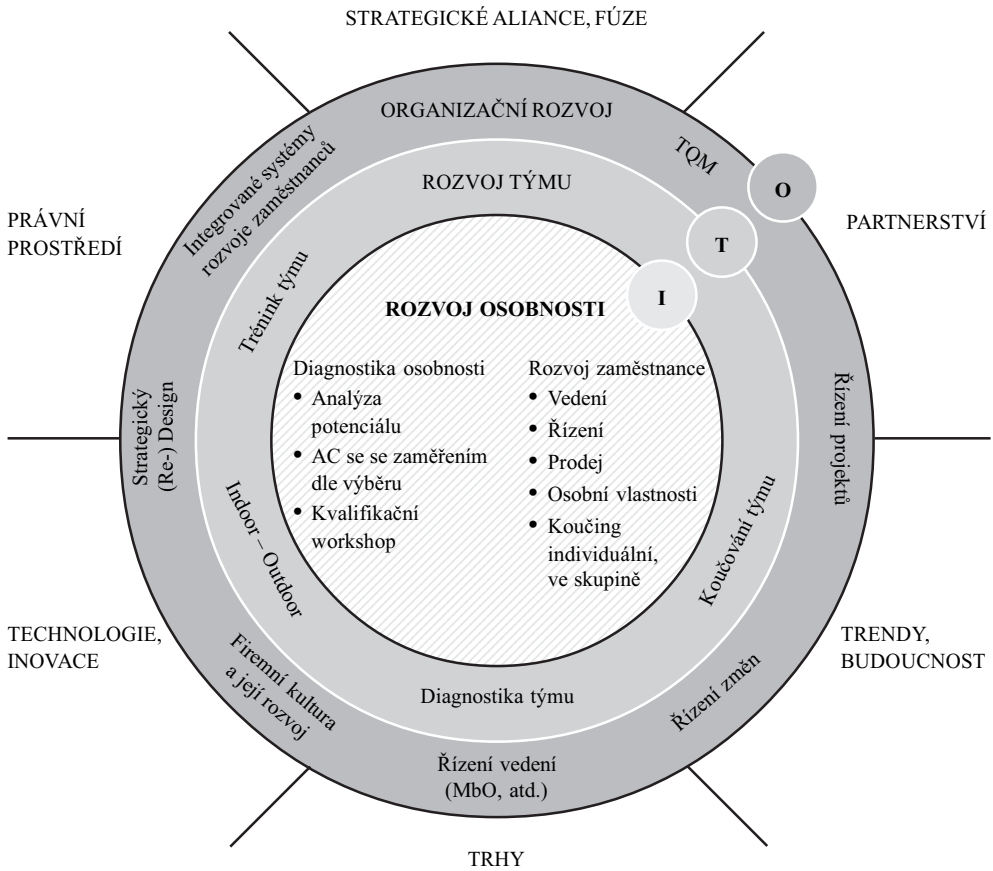 STRATEGICKÉ ALIANCE, FÚZE
ORGANIZAČNÍ ROZVOJ
TQM
O
Integrované systémy
rozvoje zaměstnanců
ROZVOJ TÝMU
T
PRÁVNÍ
PROSTŘEDÍ
PARTNERSTVÍ
Trénink týmu
I
ROZVOJ OSOBNOSTI
Diagnostika osobnosti
• Analýza
potenciálu
• AC se se zaměřením
dle výběru
• Kvalifikační
workshop
Rozvoj zaměstnance
• Vedení
• Řízení
• Prodej
• Osobní vlastnosti
• Koučing
individuální,
ve skupině
Strategický
(Re-) Design
Řízení projektů
Indoor – Outdoor
Koučování týmu
TECHNOLOGIE,
INOVACE
TRENDY,
BUDOUCNOST
Firemní kultura
a její rozvoj
Diagnostika týmu
Řízení změn
Řízení vedení
(MbO, atd.)
TRHY